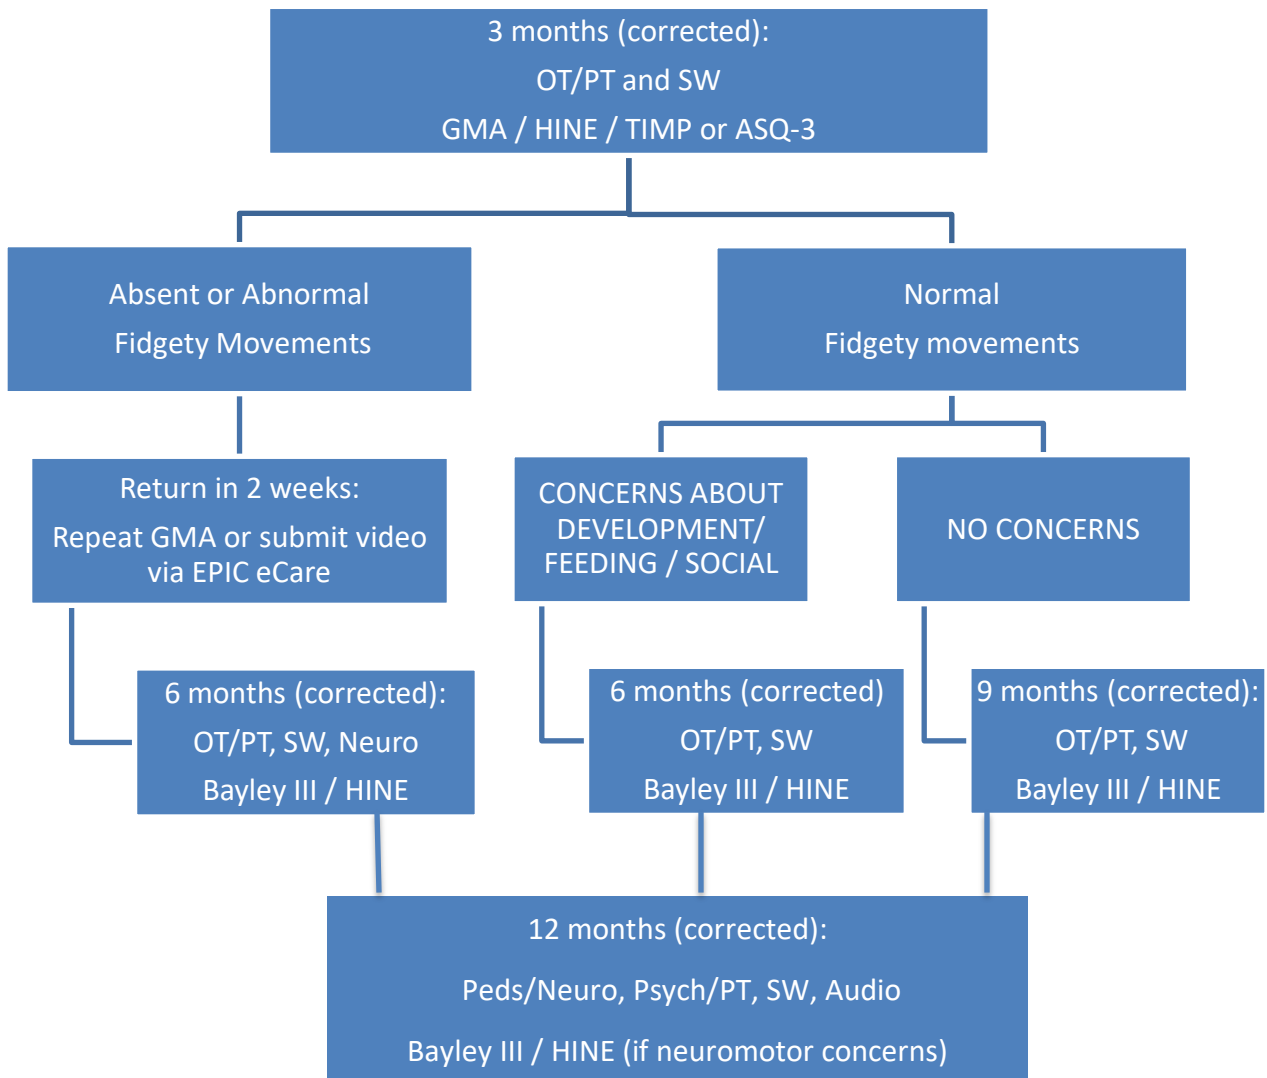 3 months (corrected):
OT/PT and SW
GMA / HINE / TIMP or ASQ-3
Absent or Abnormal
Fidgety Movements
Normal
Fidgety movements
Return in 2 weeks:
Repeat GMA or submit video
via EPIC eCare
CONCERNS ABOUT
DEVELOPMENT/
FEEDING / SOCIAL
NO CONCERNS
6 months (corrected):
OT/PT, SW, Neuro
Bayley III / HINE
6 months (corrected)
OT/PT, SW
Bayley III / HINE
9 months (corrected):
OT/PT, SW
Bayley III / HINE
12 months (corrected):
Peds/Neuro, Psych/PT, SW, Audio
Bayley III / HINE (if neuromotor concerns)